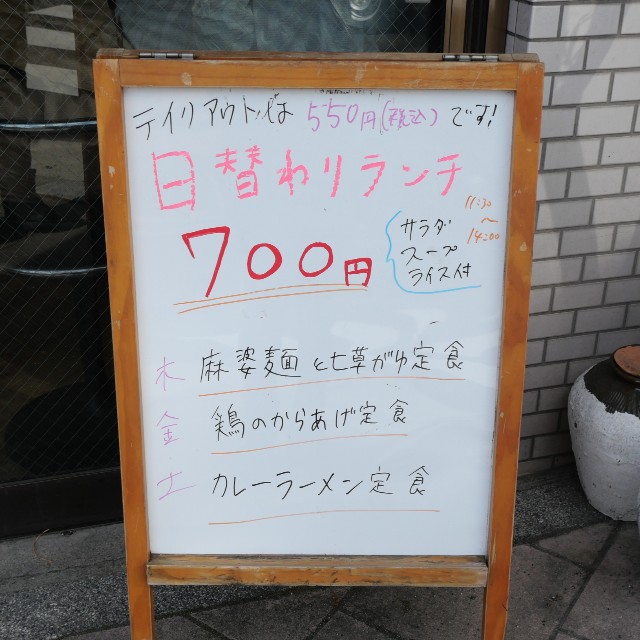 テイクアウトは 550円(税込)です!
日替わりランチ
11:30
~
14:00
700円
サラダ
スープ
ライス付
木 麻婆麺と七草がゆ定食
金 鶏のからあげ定食
土 カレーラーメン定食